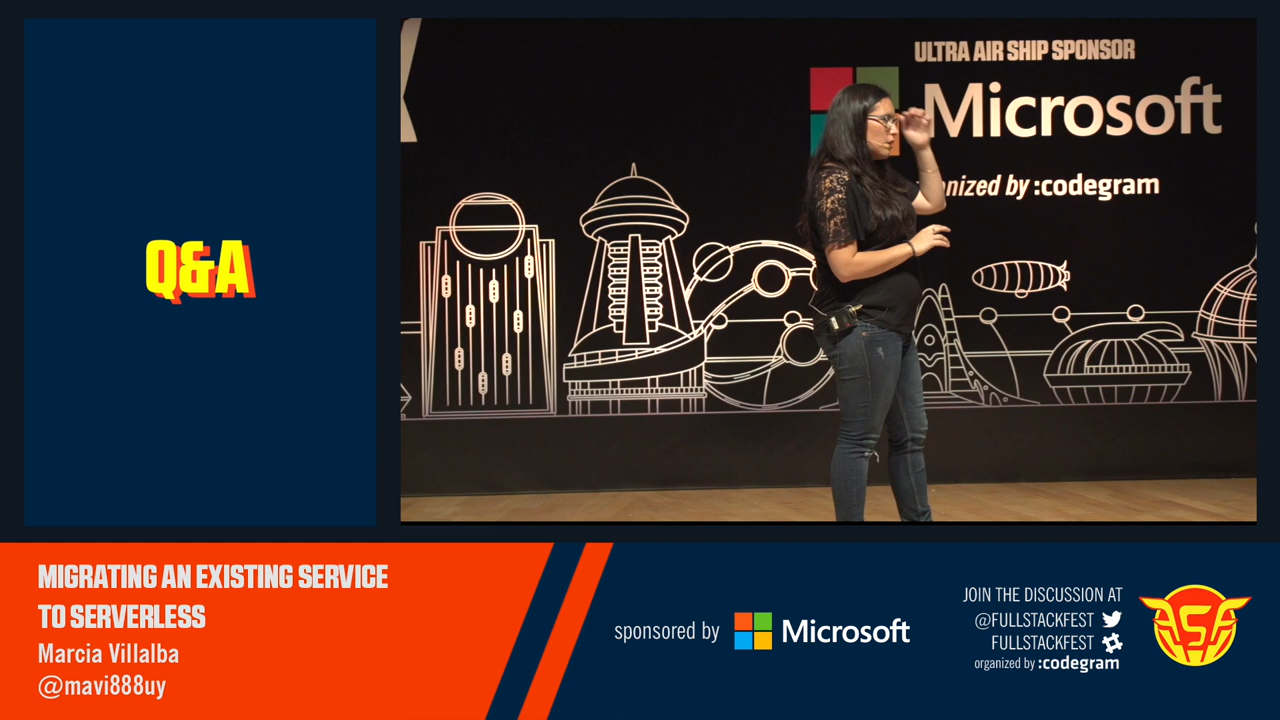 Q&A
ULTRA AIR SHIP SPONSOR
Microsoft
by :codegram
MIGRATING AN EXISTING SERVICE
TO SERVERLESS
Marcia Villalba
@mavi888uy
sponsored by Microsoft
JOIN THE DISCUSSION AT
@FULLSTACKFEST
FULLSTACKFEST
organized by :codegram
FSF